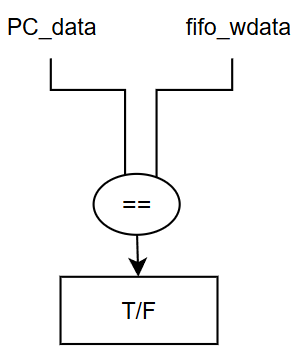 PC_data
fifo_wdata
==
T/F